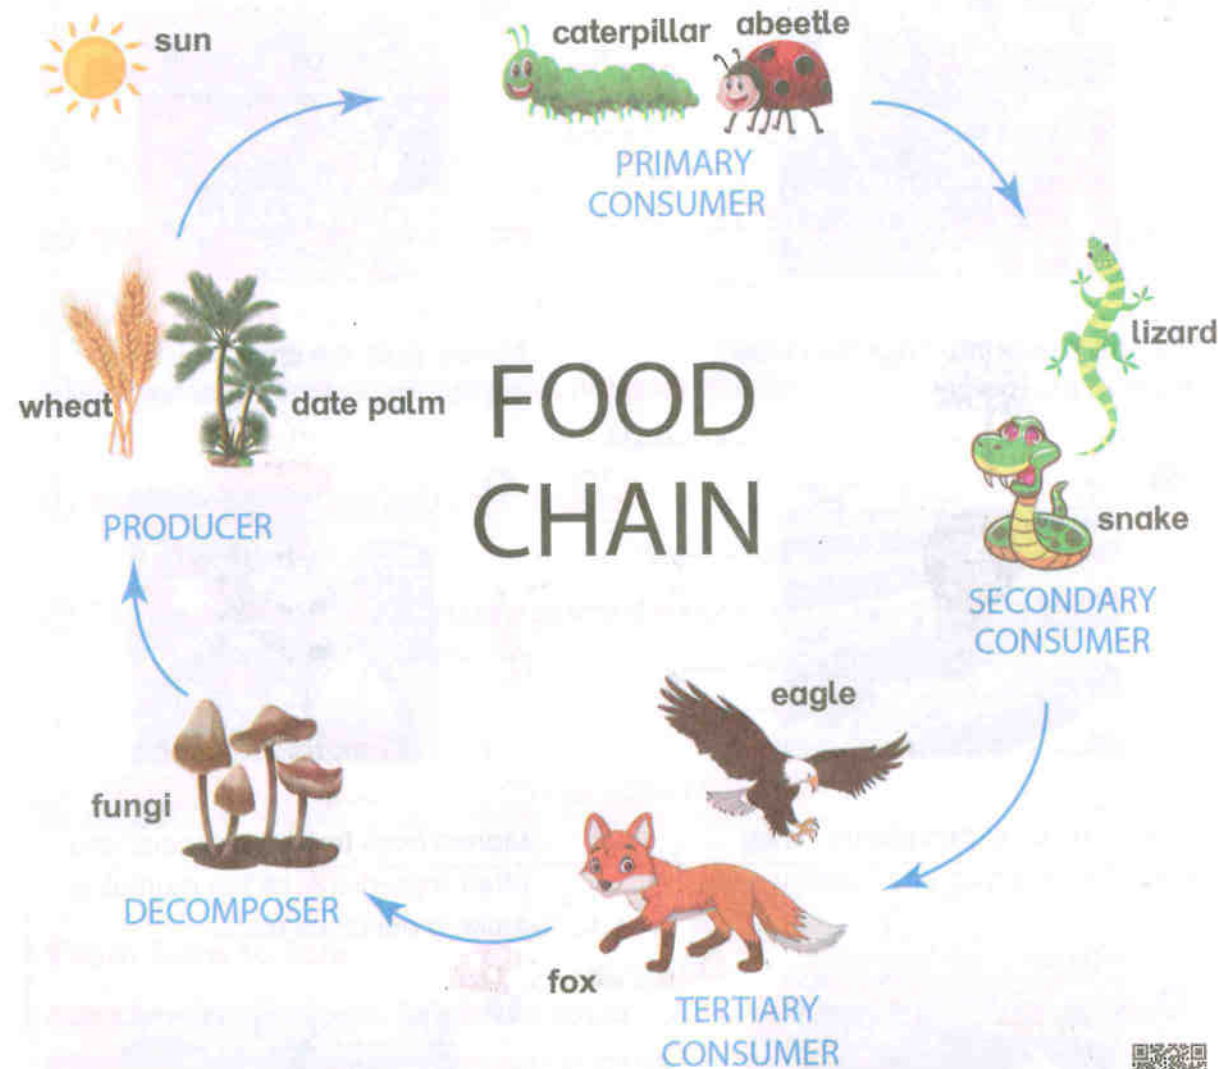 sun
caterpillar
abeetle
PRIMARY
CONSUMER
lizard
wheat
date palm
FOOD
CHAIN
PRODUCER
snake
SECONDARY
CONSUMER
eagle
fungi
DECOMPOSER
fox
TERTIARY
CONSUMER